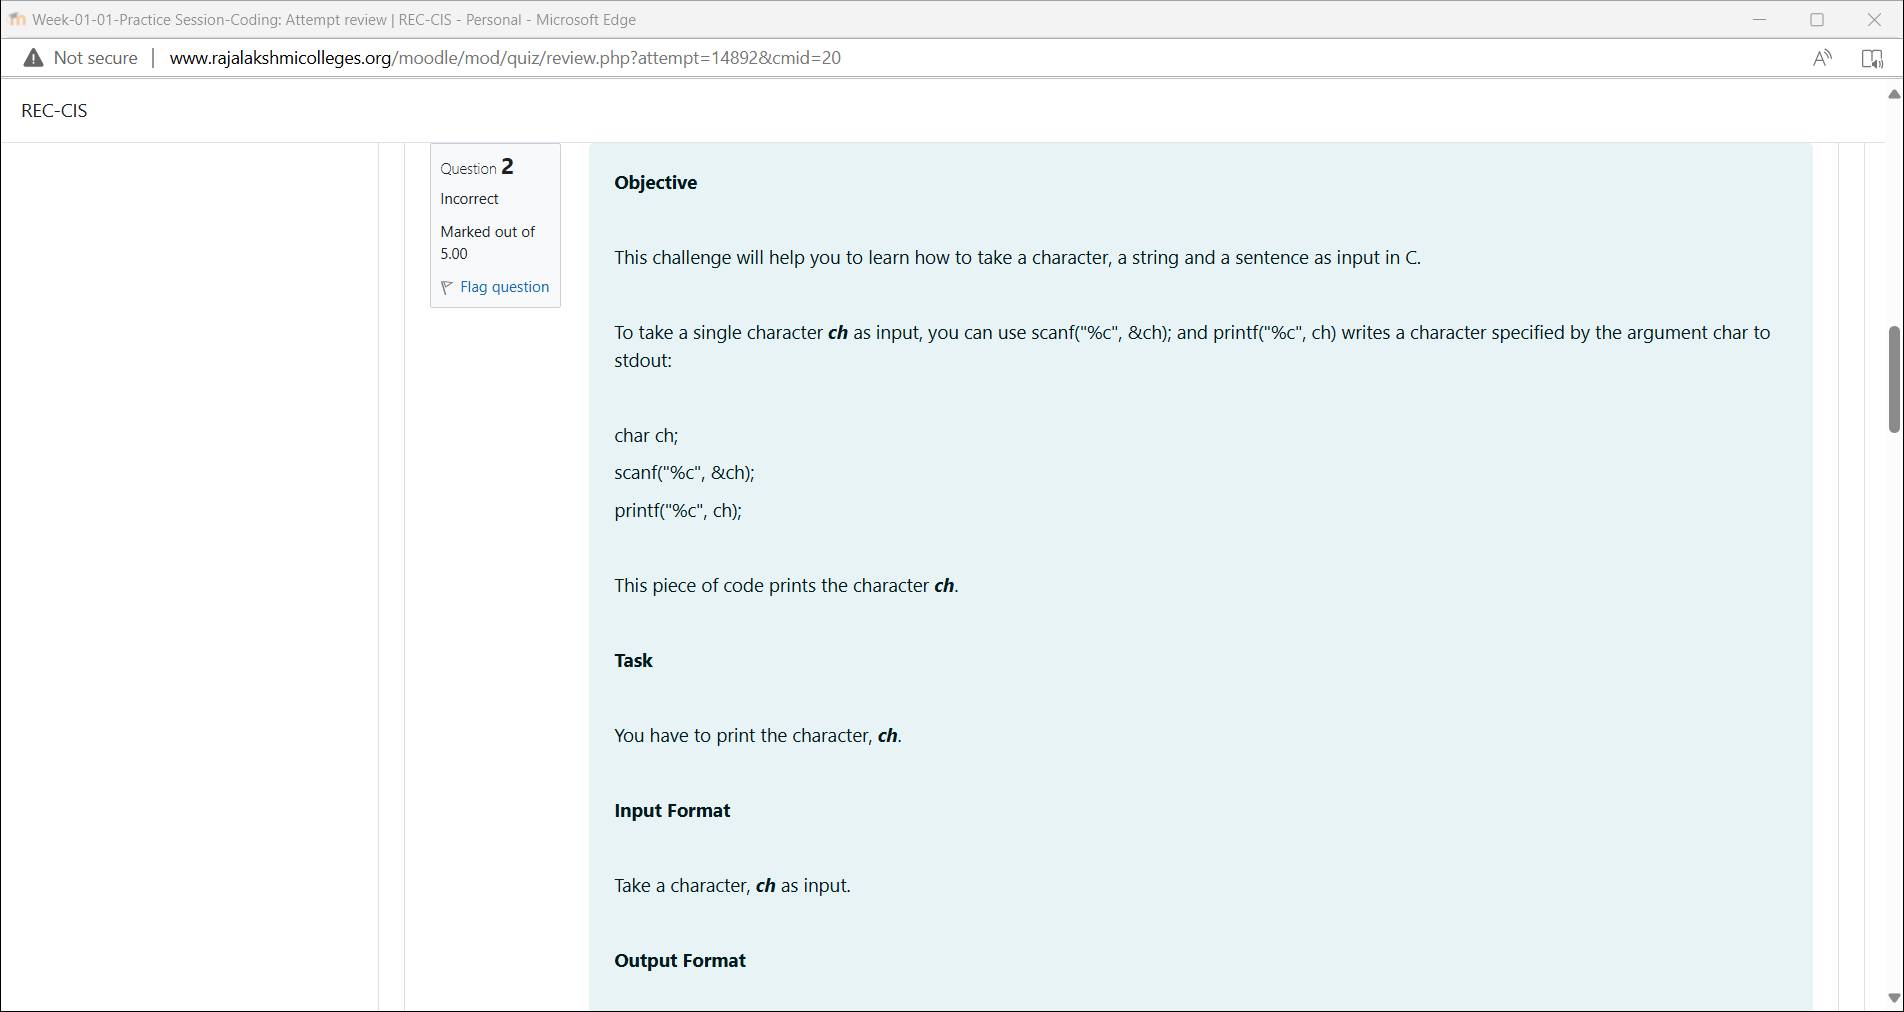 Week-01-01-Practice Session-Coding: Attempt review | REC-CIS - Personal - Microsoft Edge
Not secure | www.rajalakshmicolleges.org/moodle/mod/quiz/review.php?attempt=14892&cmid=20
REC-CIS
Question 2
Incorrect
Marked out of
5.00
Flag question
Objective
This challenge will help you to learn how to take a character, a string and a sentence as input in C.
To take a single character ch as input, you can use scanf("%c", &ch); and printf("%c", ch) writes a character specified by the argument char to
stdout:
char ch;
scanf("%c", &ch);
printf("%c", ch);
This piece of code prints the character ch.
Task
You have to print the character, ch.
Input Format
Take a character, ch as input.
Output Format